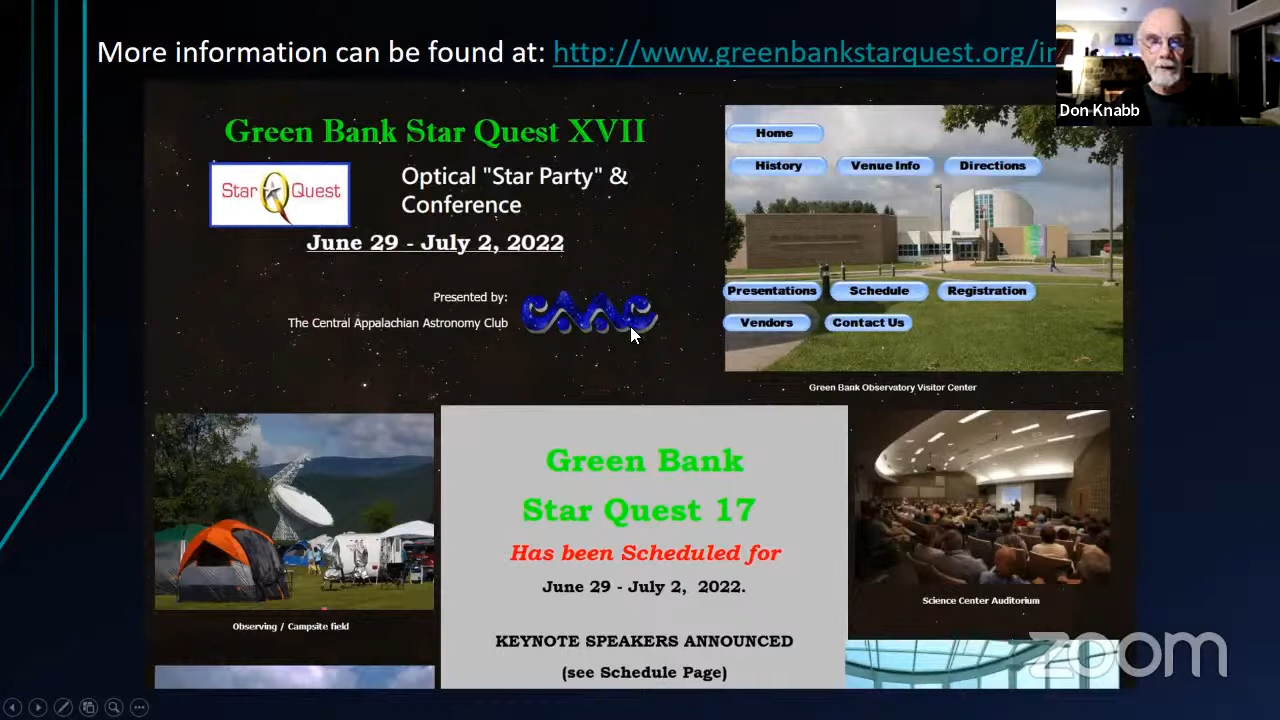 More information can be found at: http://www.greenbankstarquest.org/
Don Knabb
Green Bank Star Quest XVII
Star Q Quest
Optical "Star Party" &
Conference
June 29 - July 2, 2022
Presented by:
The Central Appalachian Astronomy Club
CAAC
Home
History Venue Info Directions
Presentations Schedule Registration
Vendors Contact Us
Green Bank Observatory Visitor Center
Green Bank
Star Quest 17
Has been Scheduled for
June 29 - July 2, 2022.
KEYNOTE SPEAKERS ANNOUNCED
(see Schedule Page)
Observing / Campsite field
Science Center Auditorium
zoom